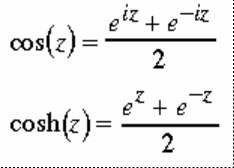 cos(z) = (e^{iz} + e^{-iz}) / 2
cosh(z) = (e^z + e^{-z}) / 2